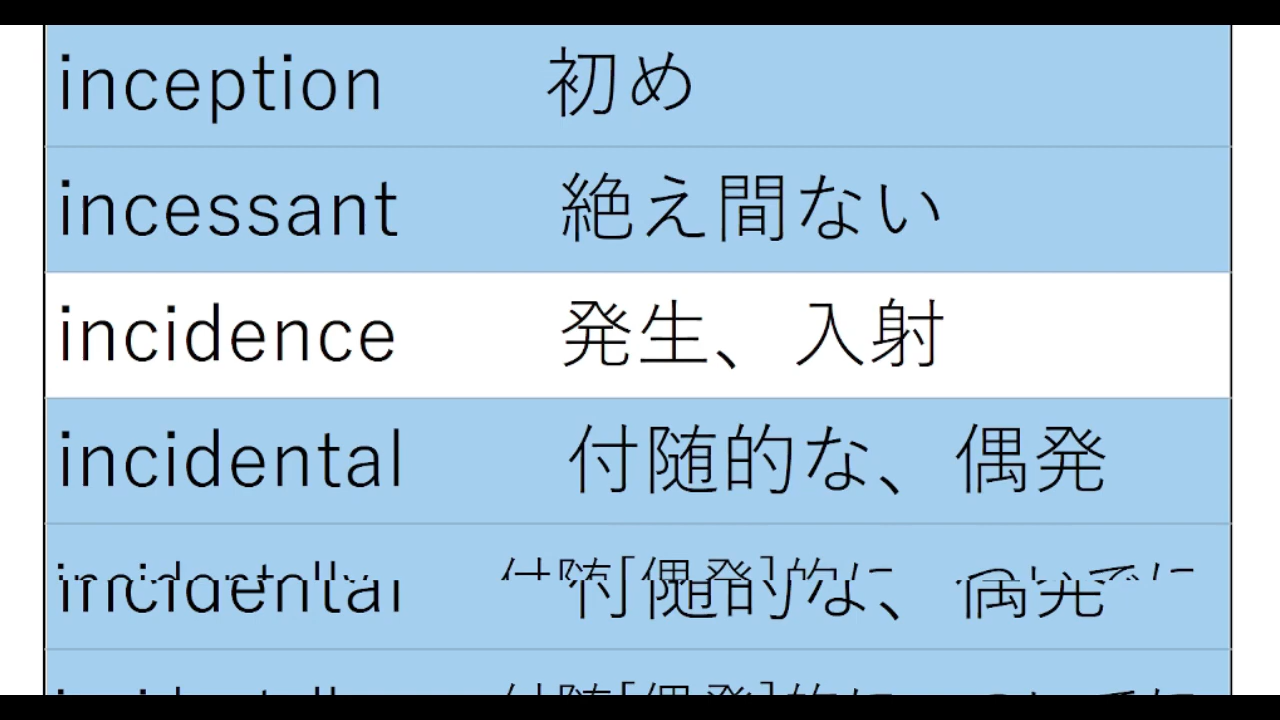 inception 初め
incessant 絶え間ない
incidence 発生、入射
incidental 付随的な、偶発